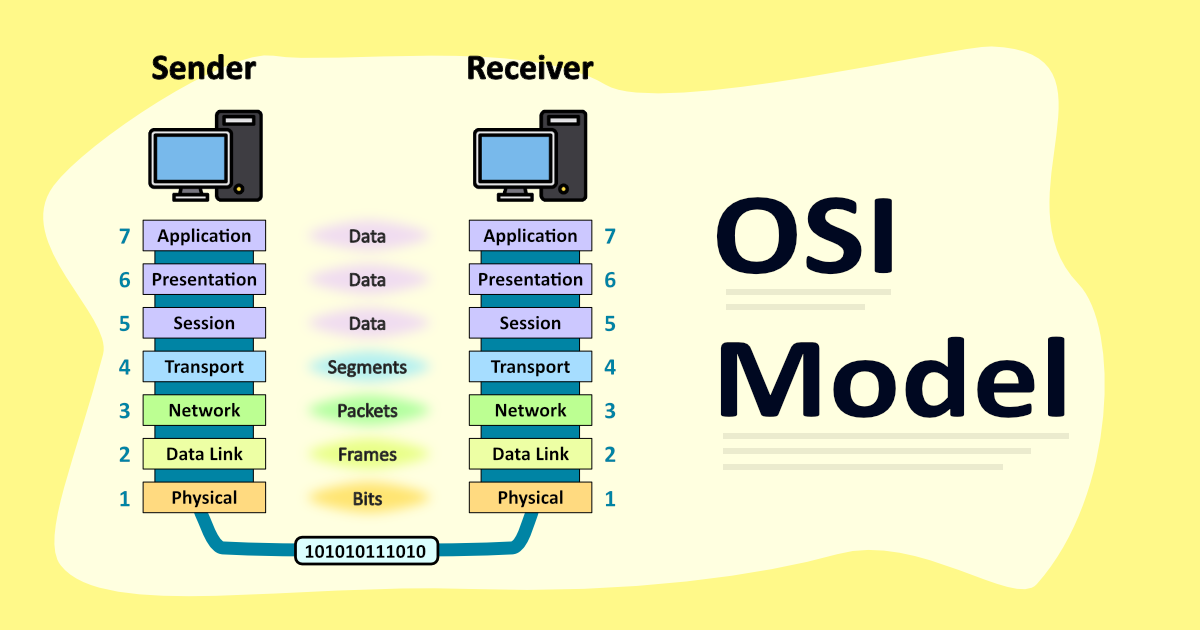 Sender Receiver
7 Application Data Application 7
6 Presentation Data Presentation 6
5 Session Data Session 5
4 Transport Segments Transport 4
3 Network Packets Network 3
2 Data Link Frames Data Link 2
1 Physical Bits Physical 1
101010111010
OSI
Model